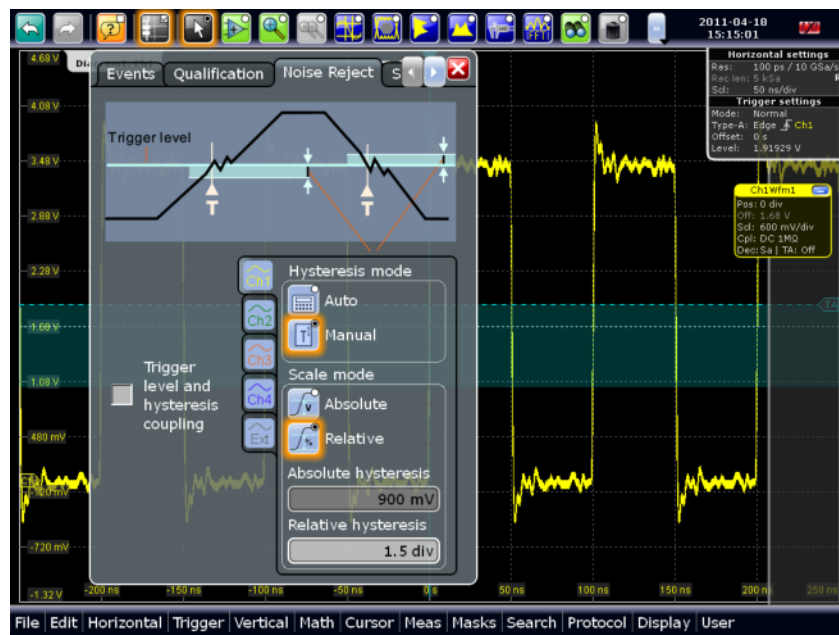 2011-04-18
15:15:01
Horizontal settings
Res: 100 ps / 10 GSa/s
Rec len: 5 kSa
Scl: 50 ns/div
Trigger settings
Mode: Normal
Type-A: Edge Ch1
Offset: 0 s
Level: 1.91929 V
Ch1Wfm1
Pos: 0 div
Off: 1.68 V
Scl: 600 mV/div
Cpl: DC 1MΩ
Dec: Sa | TA: Off
Events
Qualification
Noise Reject
S
Trigger level
T
T
Hysteresis mode
Auto
Manual
Scale mode
Absolute
Relative
Absolute hysteresis
900 mV
Relative hysteresis
1.5 div
Ch1
Ch2
Ch3
Ch4
Ext
Trigger
level and
hysteresis
coupling
4.68 V
4.08 V
3.48 V
2.88 V
2.28 V
1.68 V
1.08 V
480 mV
-120 mV
-720 mV
-1.32 V
TA
-200 ns
-150 ns
-100 ns
-50 ns
0 s
50 ns
100 ns
150 ns
200 n
250 ns
File Edit Horizontal Trigger Vertical Math Cursor Meas Masks Search Protocol Display User